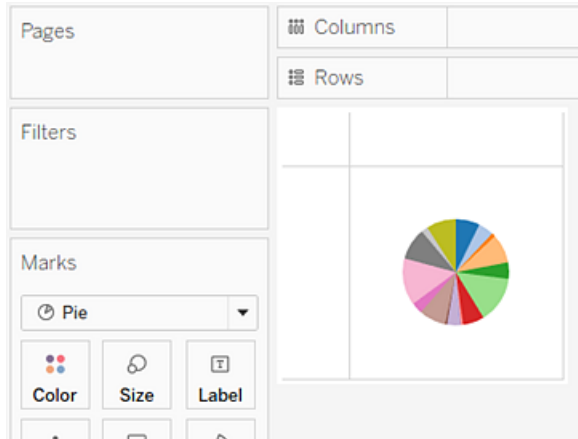 Pages
Columns
Rows
Filters
Marks
Pie
Color
Size
T
Label